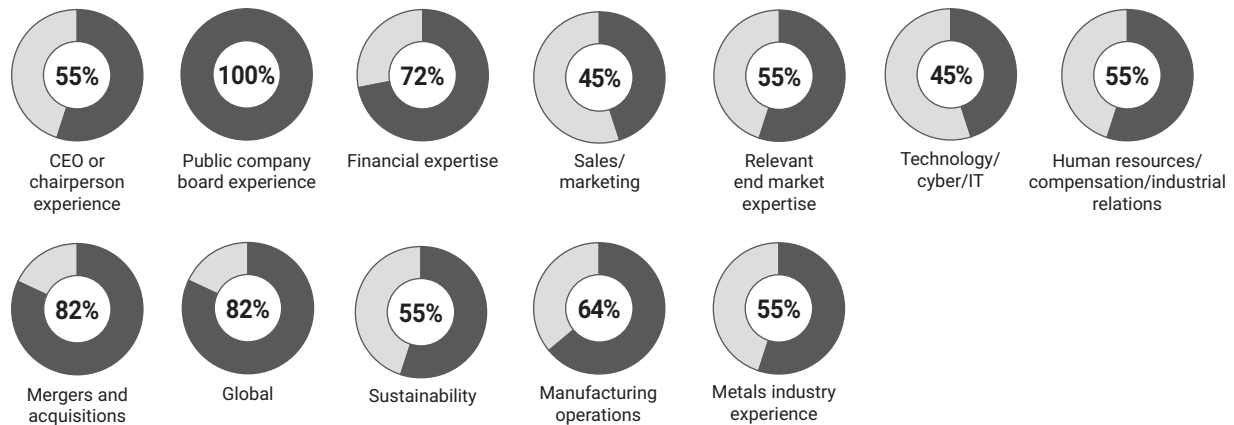 55%
CEO or
chairperson
experience
100%
Public company
board experience
72%
Financial expertise
45%
Sales/
marketing
55%
Relevant
end market
expertise
45%
Technology/
cyber/IT
55%
Human resources/
compensation/industrial
relations
82%
Mergers and
acquisitions
82%
Global
55%
Sustainability
64%
Manufacturing
operations
55%
Metals industry
experience